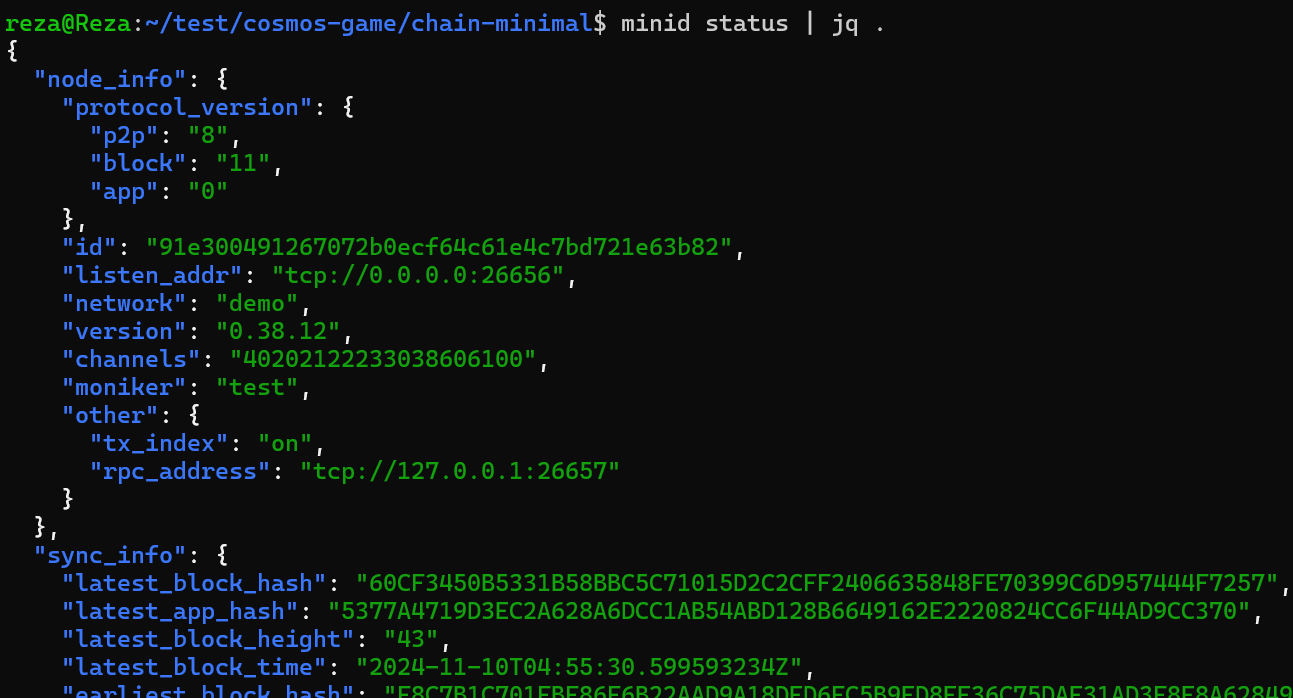 reza@Reza:~/test/cosmos-game/chain-minimal$ minid status | jq .
{
  "node_info": {
    "protocol_version": {
      "p2p": "8",
      "block": "11",
      "app": "0"
    },
    "id": "91e300491267072b0ecf64c61e4c7bd721e63b82",
    "listen_addr": "tcp://0.0.0.0:26656",
    "network": "demo",
    "version": "0.38.12",
    "channels": "40202122233038606100",
    "moniker": "test",
    "other": {
      "tx_index": "on",
      "rpc_address": "tcp://127.0.0.1:26657"
    }
  },
  "sync_info": {
    "latest_block_hash": "60CF3450B5331B58BBC5C71015D2C2CFF2406635848FE70399C6D957444F7257",
    "latest_app_hash": "5377A4719D3EC2A628A6DCC1AB54ABD128B6649162E2220824CC6F44AD9CC370",
    "latest_block_height": "43",
    "latest_block_time": "2024-11-10T04:55:30.599593234Z",
    "earliest_block_hash":